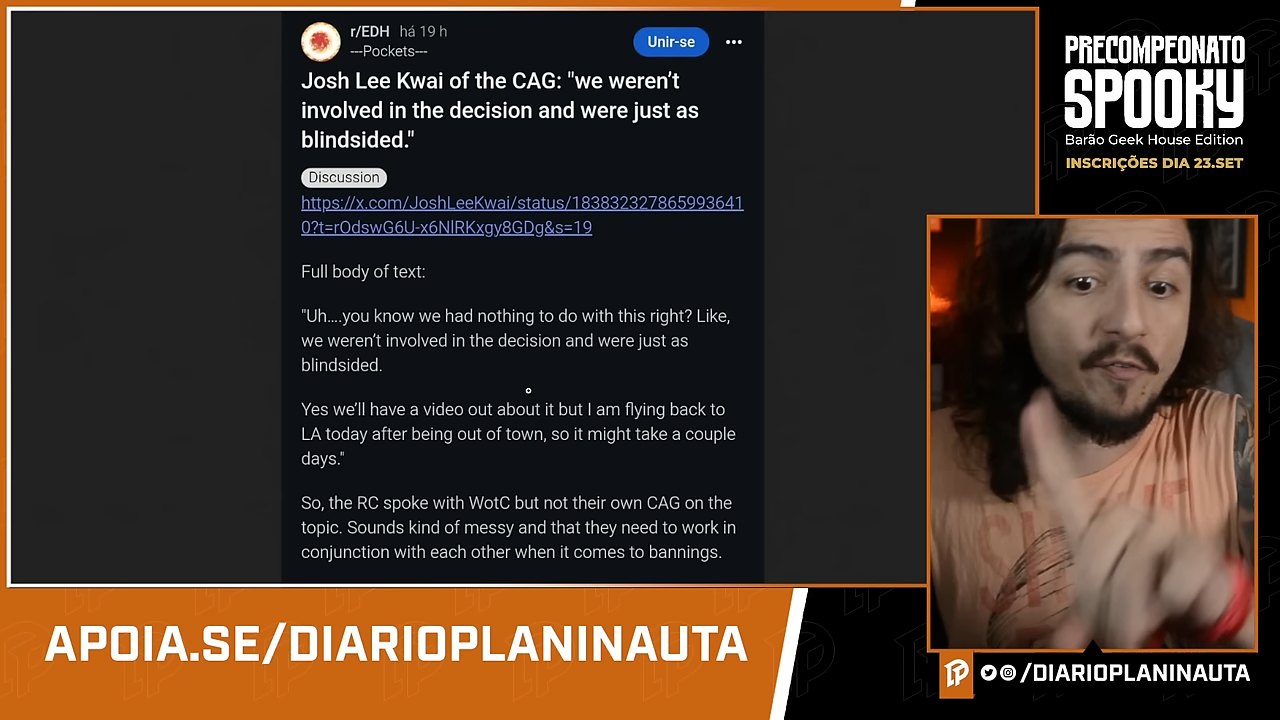 r/EDH há 19 h
---Pockets---
Unir-se
Josh Lee Kwai of the CAG: "we weren't
involved in the decision and were just as
blindsided."
Discussion
https://x.com/JoshLeeKwai/status/183832327865993641
0?t=rOdswG6U-x6NlRKxgy8GDg&s=19
Full body of text:
"Uh....you know we had nothing to do with this right? Like,
we weren't involved in the decision and were just as
blindsided.
Yes we'll have a video out about it but I am flying back to
LA today after being out of town, so it might take a couple
days."
So, the RC spoke with WotC but not their own CAG on the
topic. Sounds kind of messy and that they need to work in
conjunction with each other when it comes to bannings.
PRECOMPEONATO
SPOOKY
Barão Geek House Edition
INSCRIÇÕES DIA 23.SET
APOIA.SE/DIARIOPLANINAUTA
/DIARIOPLANINAUTA